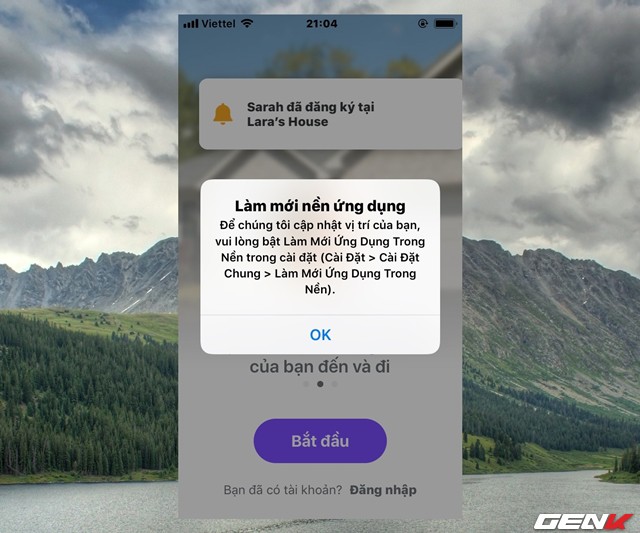 Viettel 21:04
Sarah đã đăng ký tại
Lara's House
Làm mới nền ứng dụng
Để chúng tôi cập nhật vị trí của bạn,
vui lòng bật Làm Mới Ứng Dụng Trong
Nền trong cài đặt (Cài Đặt > Cài Đặt
Chung > Làm Mới Ứng Dụng Trong
Nền).
OK
của bạn đến và đi
Bắt đầu
Bạn đã có tài khoản? Đăng nhập
GENK